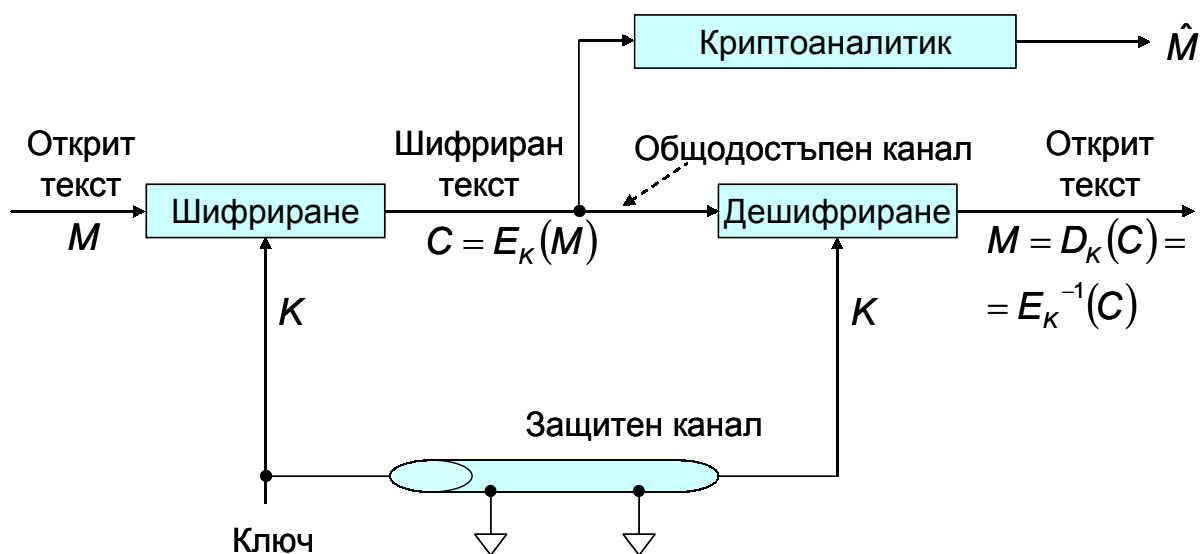 Криптоаналитик
M̂
Открит
текст
Шифриран
текст
Общодостъпен канал
Открит
текст
Шифриране
Дешифриране
M
C = E_K(M)
M = D_K(C) =
= E_K⁻¹(C)
K
K
Защитен канал
Ключ